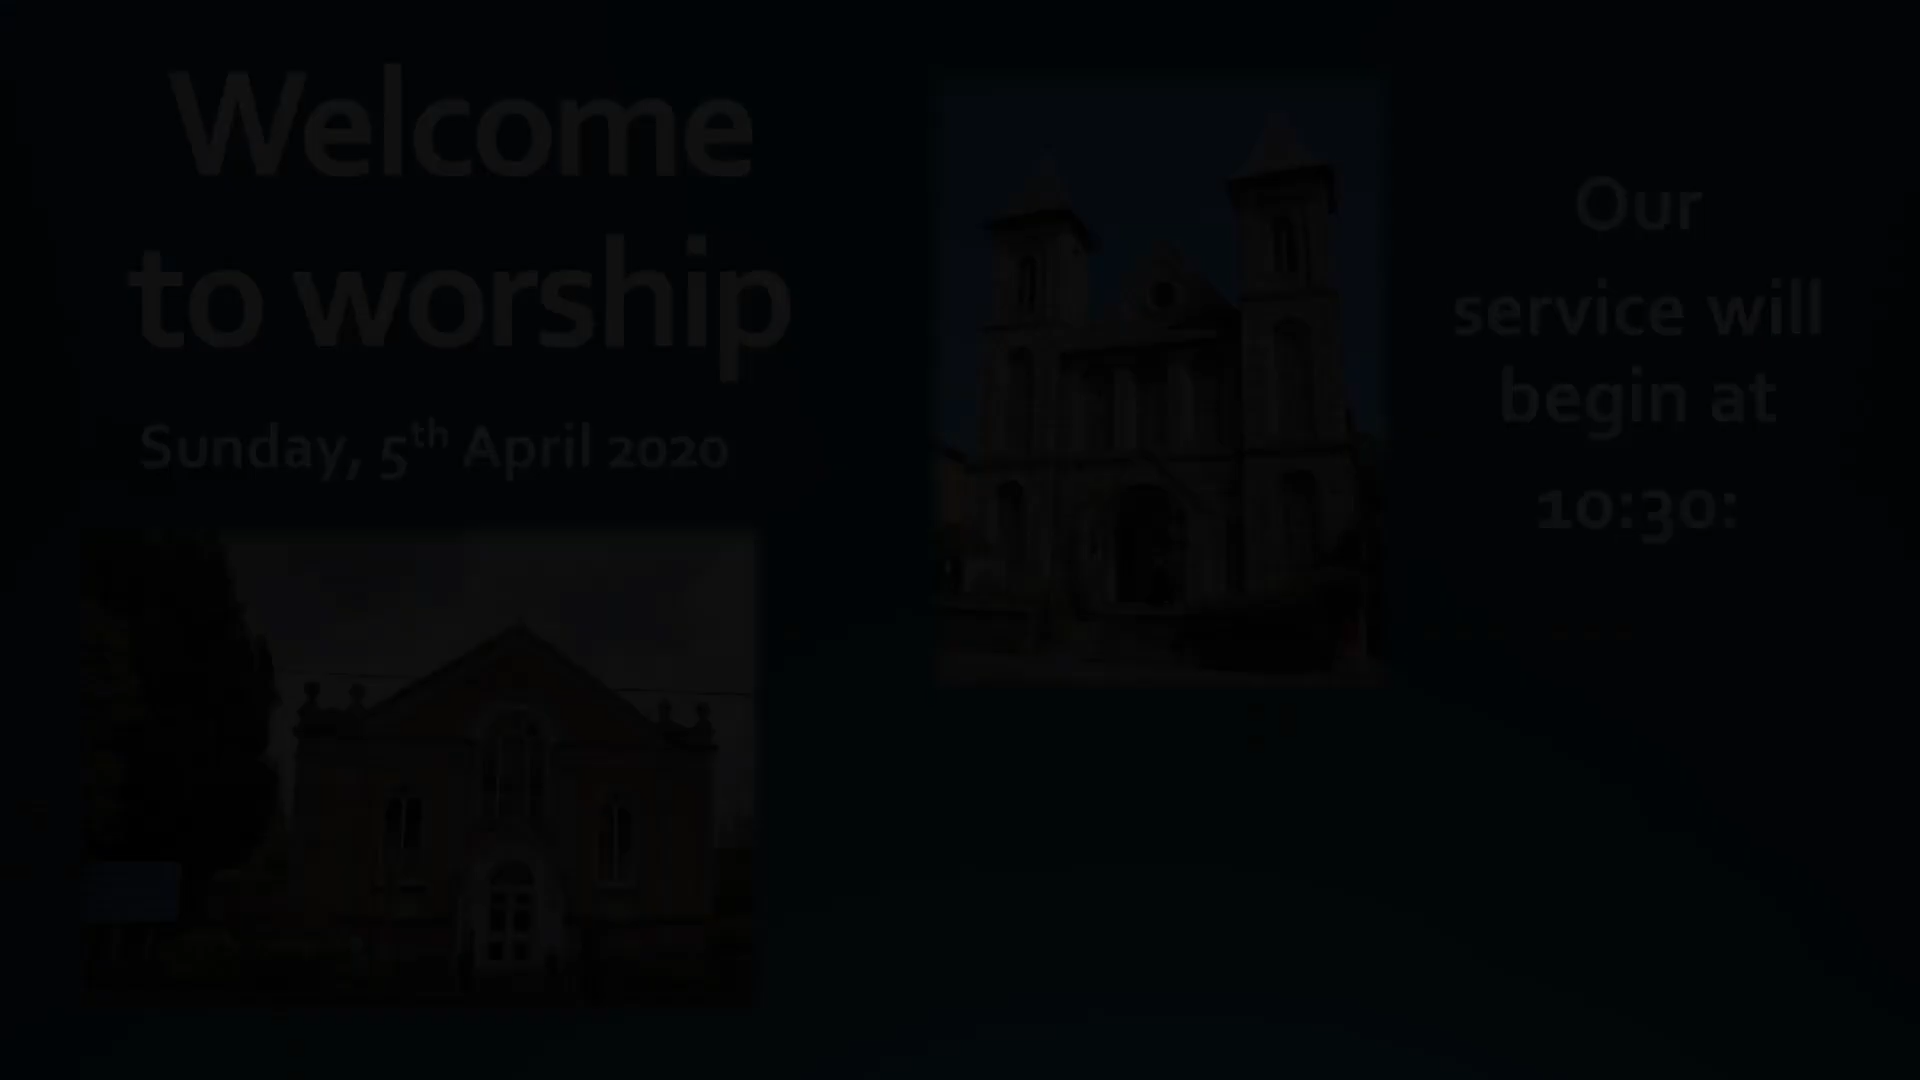 Welcome
to worship
Sunday, 5th April 2020
Our
service will
begin at
10:30: